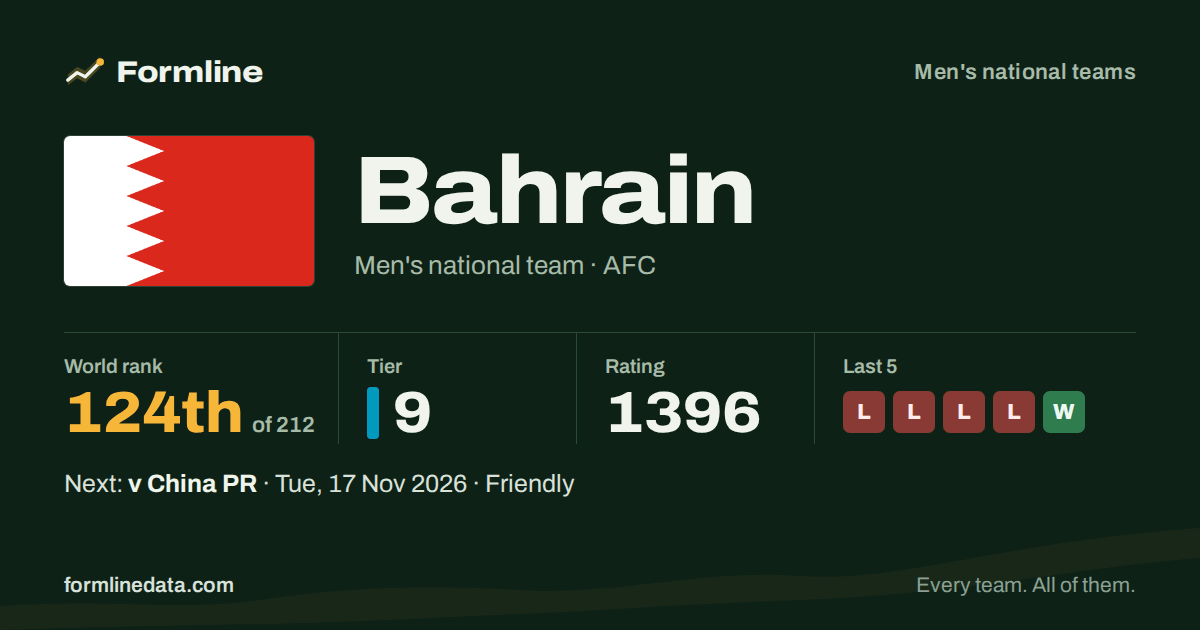 Formline
Men's national teams
Bahrain
Men's national team · AFC
World rank
124th of 212
Tier
9
Rating
1396
Last 5
L L L L W
Next: v China PR · Tue, 17 Nov 2026 · Friendly
formlinedata.com
Every team. All of them.